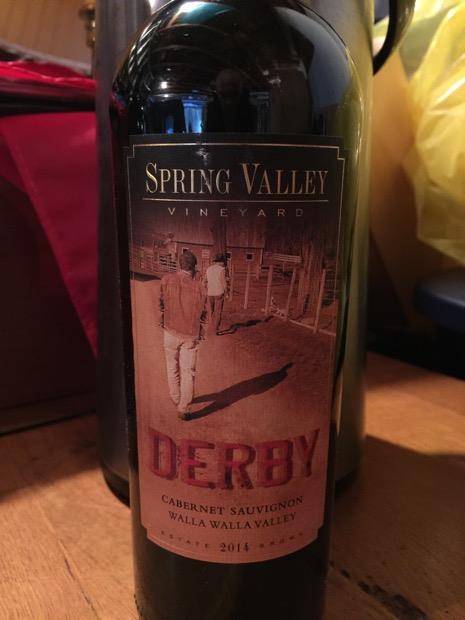 SPRING VALLEY
VINEYARD
DERBY
CABERNET SAUVIGNON
WALLA WALLA VALLEY
ESTATE 2014 GROWN